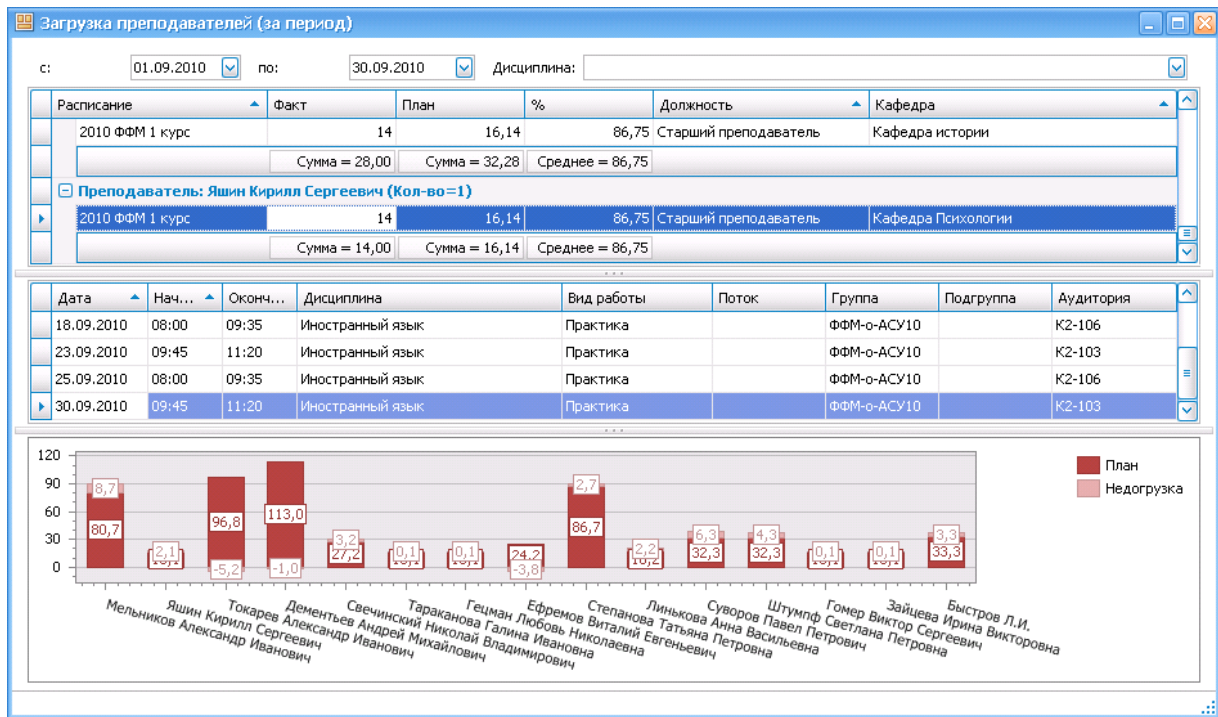 Загрузка преподавателей (за период)
с: 01.09.2010 по: 30.09.2010 Дисциплина:
Расписание Факт План % Должность Кафедра
2010 ФФМ 1 курс 14 16,14 86,75 Старший преподаватель Кафедра истории
Сумма = 28,00 Сумма = 32,28 Среднее = 86,75
Преподаватель: Яшин Кирилл Сергеевич (Кол-во=1)
2010 ФФМ 1 курс 14 16,14 86,75 Старший преподаватель Кафедра Психологии
Сумма = 14,00 Сумма = 16,14 Среднее = 86,75
Дата Нач... Оконч... Дисциплина Вид работы Поток Группа Подгруппа Аудитория
18.09.2010 08:00 09:35 Иностранный язык Практика ФФМ-о-АСУ10 К2-106
23.09.2010 09:45 11:20 Иностранный язык Практика ФФМ-о-АСУ10 К2-103
25.09.2010 08:00 09:35 Иностранный язык Практика ФФМ-о-АСУ10 К2-106
30.09.2010 09:45 11:20 Иностранный язык Практика ФФМ-о-АСУ10 К2-103
120
90
60
30
0
План
Недогрузка
8,7 2,1 -5,2 -1,0 3,2 0,1 0,1 -3,8 2,7 2,2 6,3 4,3 0,1 0,1 3,3
80,7 96,8 113,0 27,2 24,2 86,7 32,3 32,3 33,3
Мельников Александр Иванович
Яшин Кирилл Сергеевич
Токарев Александр Иванович
Дементьев Андрей Михайлович
Свечинский Николай Владимирович
Тараканова Галина Ивановна
Гецман Любовь Николаевна
Ефремов Виталий Евгеньевич
Степанова Татьяна Петровна
Линькова Анна Васильевна
Суворов Павел Петрович
Штумпф Светлана Петровна
Гомер Виктор Сергеевич
Зайцева Ирина Викторовна
Быстров Л.И.